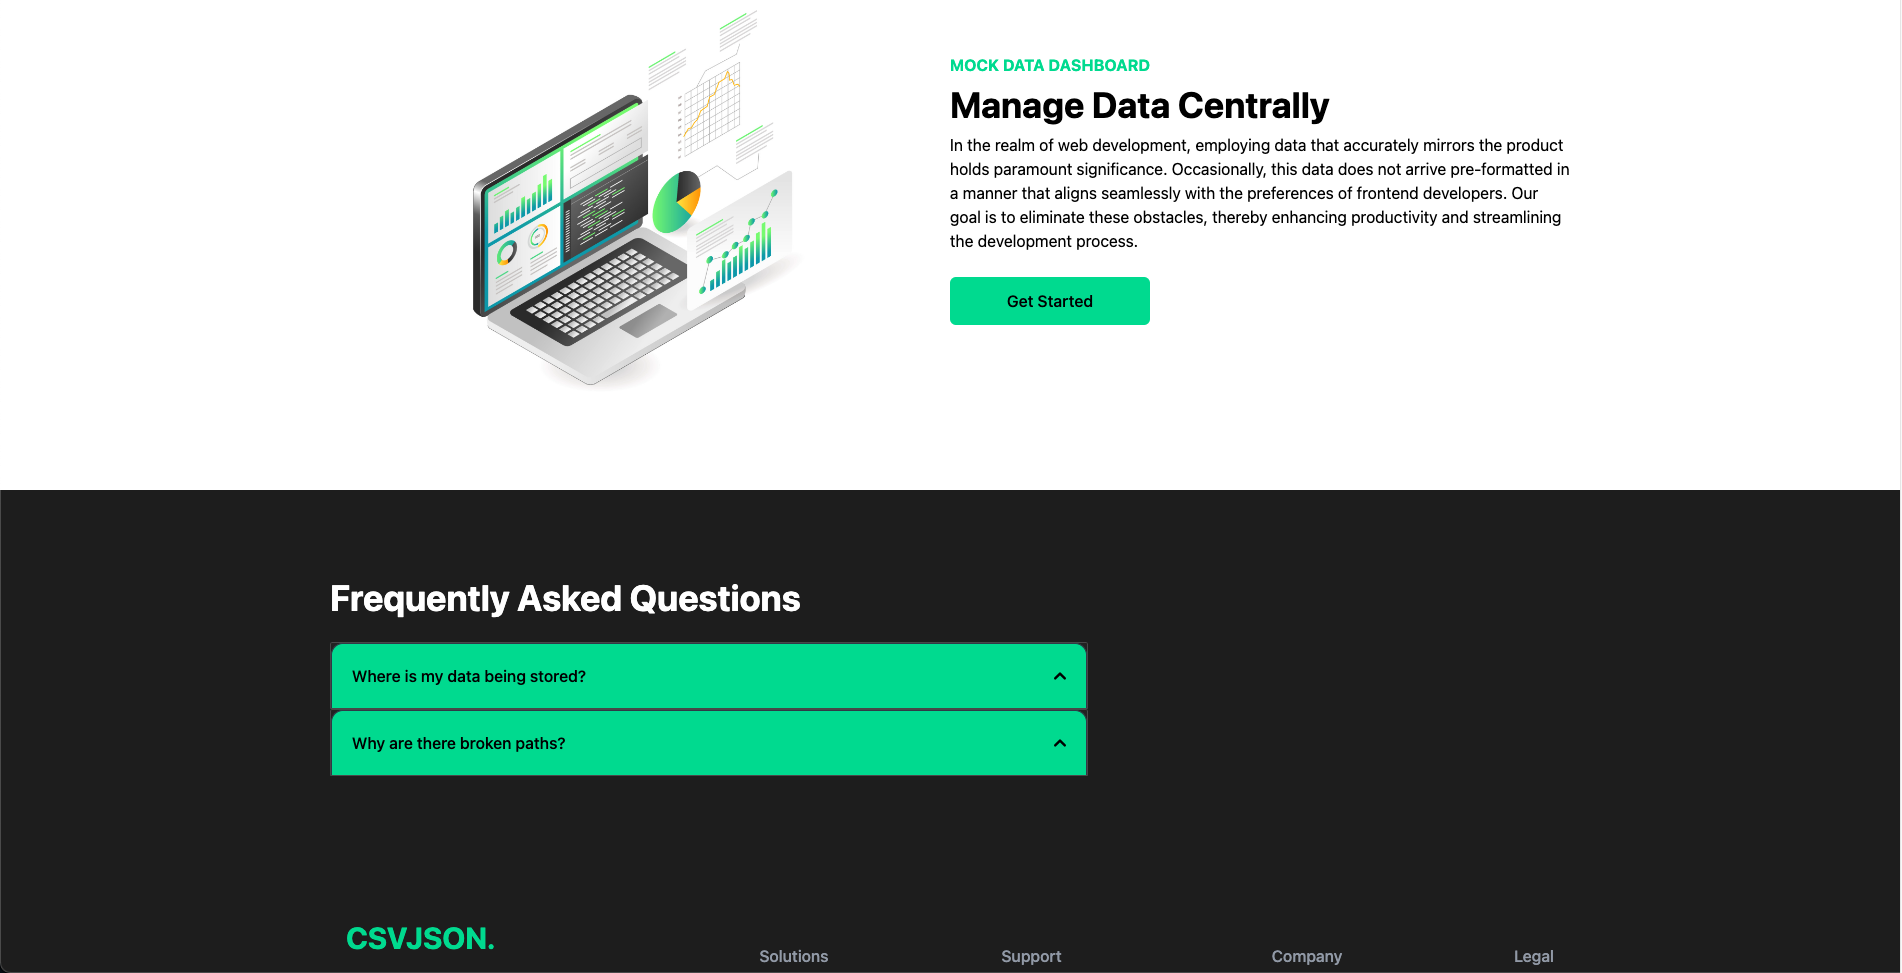 MOCK DATA DASHBOARD
Manage Data Centrally
In the realm of web development, employing data that accurately mirrors the product
holds paramount significance. Occasionally, this data does not arrive pre-formatted in
a manner that aligns seamlessly with the preferences of frontend developers. Our
goal is to eliminate these obstacles, thereby enhancing productivity and streamlining
the development process.
Get Started
Frequently Asked Questions
Where is my data being stored?
Why are there broken paths?
CSVJSON.
Solutions
Support
Company
Legal